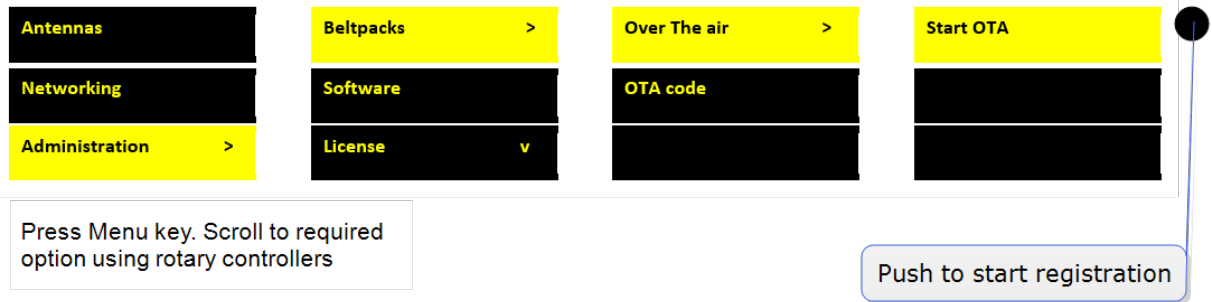 Antennas
Beltpacks >
Over The air >
Start OTA
Networking
Software
OTA code
Administration >
License v
Press Menu key. Scroll to required
option using rotary controllers
Push to start registration